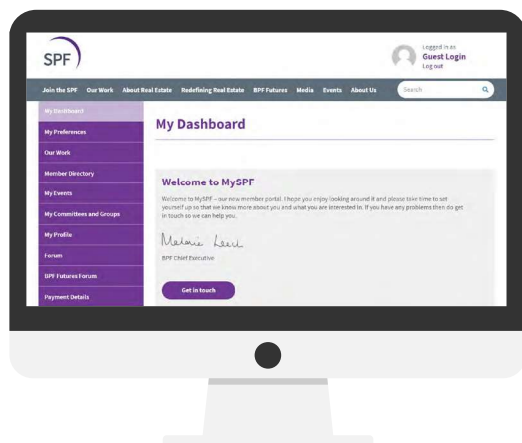 SPF
Logged in as
Guest Login
Log out
Join the SPF Our Work About Real Estate Redefining Real Estate BPF Futures Media Events About Us Search
My Dashboard
My Preferences
Our Work
Member Directory
My Events
My Committees and Groups
My Profile
Forum
BPF Futures Forum
Payment Details
My Dashboard
Welcome to MySPF
Welcome to MySPF – our new member portal. I hope you enjoy looking around it and please take time to set
yourself up so that we know more about you and what you are interested in. If you have any problems then do get
in touch so we can help you.
Melanie Leech
BPF Chief Executive
Get in touch